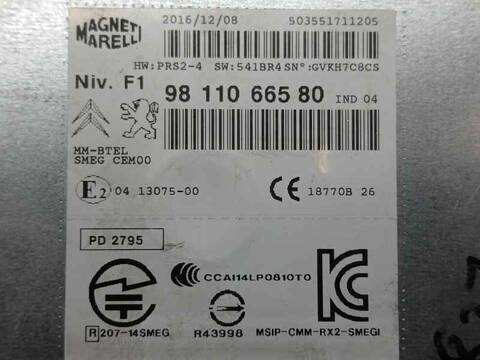 MAGNETI MARELLI
2016/12/08 503551711205
HW:PRS2-4 SW:541BR4 SN°:GVKH7C8CS
Niv. F1
98 110 665 80 IND 04
MM-BTEL
SMEG CEM00
E2 04 13075-00
CE 18770B 26
PD 2795
CCAI14LP0810T0
R 207-14SMEG
R43998
MSIP-CMM-RX2-SMEGI